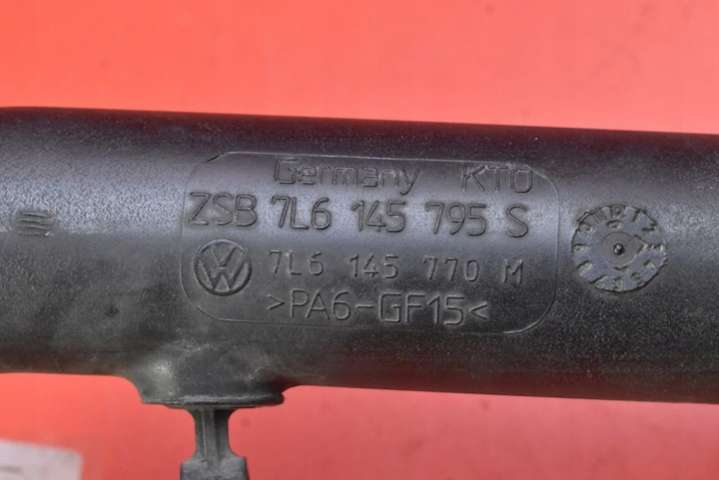 Germany KTO
ZSB 7L6 145 795 S
7L6 145 770 M
>PA6-GF15<